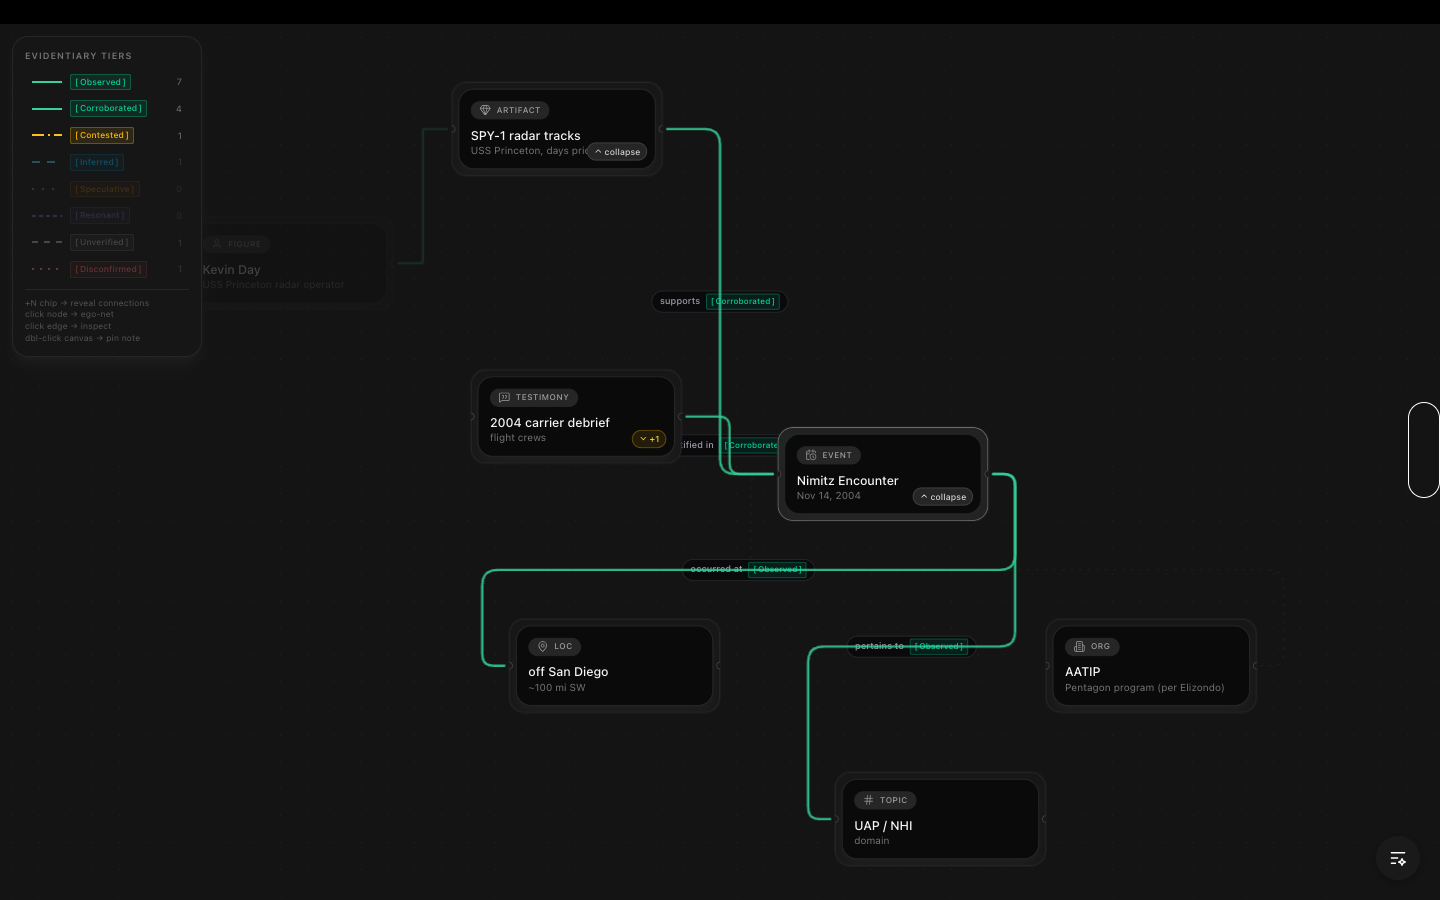 EVIDENTIARY TIERS
[Observed] 7
[Corroborated] 4
[Contested] 1
[Inferred] 1
[Speculative] 0
[Resonant]
[Unverified] 1
[Disconfirmed] 1
+N chip → reveal connections
click node → ego-net
click edge → inspect
dbl-click canvas → pin note
ARTIFACT
SPY-1 radar tracks
USS Princeton, days
collapse
FIGURE
Kevin Day
USS Princeton radar operator
supports [Corroborated]
TESTIMONY
2004 carrier debrief
flight crews
+1
in
EVENT
Nimitz Encounter
Nov 14, 2004
collapse
occurred at [Observed]
LOC
off San Diego
~100 mi SW
pertains to [Observed]
ORG
AATIP
Pentagon program (per Elizondo)
TOPIC
UAP / NHI
domain